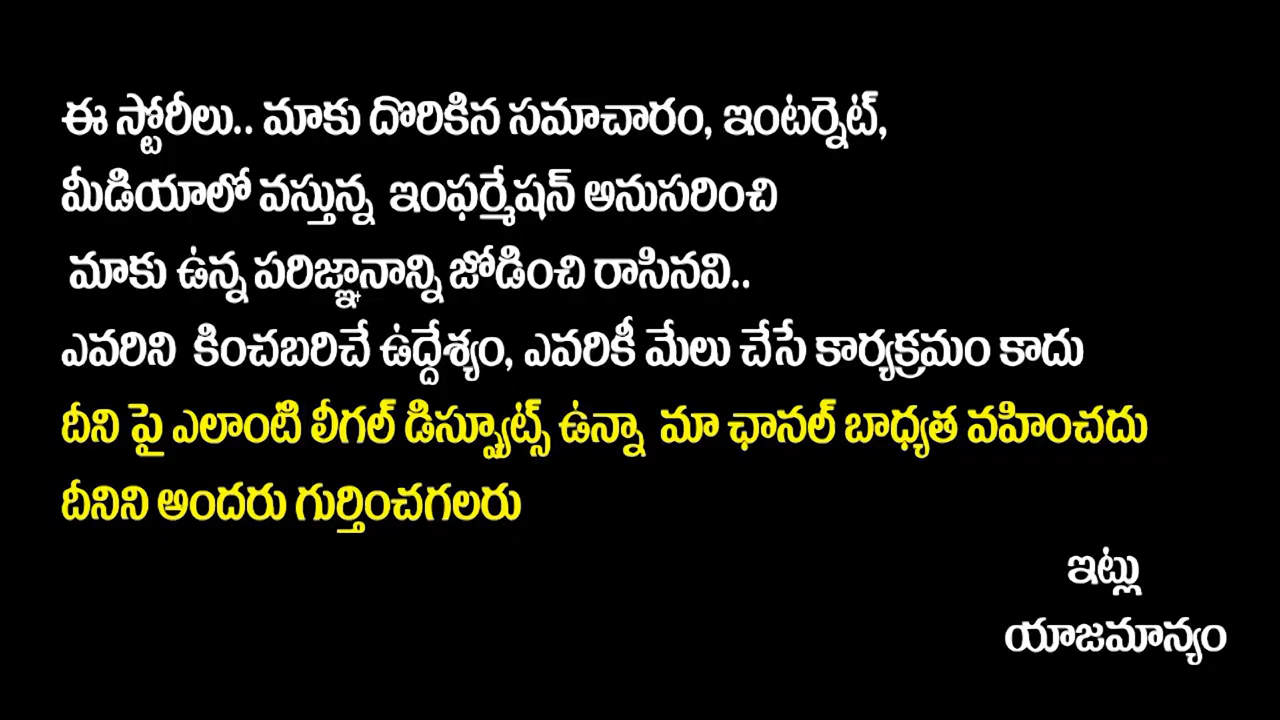 ఈ స్టోరీలు.. మాకు దొరికిన సమాచారం, ఇంటర్నెట్,
మీడియాలో వస్తున్న ఇంఫర్మేషన్ అనుసరించి
మాకు ఉన్న పరిజ్ఞానాన్ని జోడించి రాసినవి..
ఎవరిని కించబరిచే ఉద్దేశ్యం, ఎవరికీ మేలు చేసే కార్యక్రమం కాదు
దీని పై ఎలాంటి లీగల్ డిస్ప్యూట్స్ ఉన్నా మా ఛానల్ బాధ్యత వహించదు
దీనిని అందరు గుర్తించగలరు
ఇట్లు
యాజమాన్యం